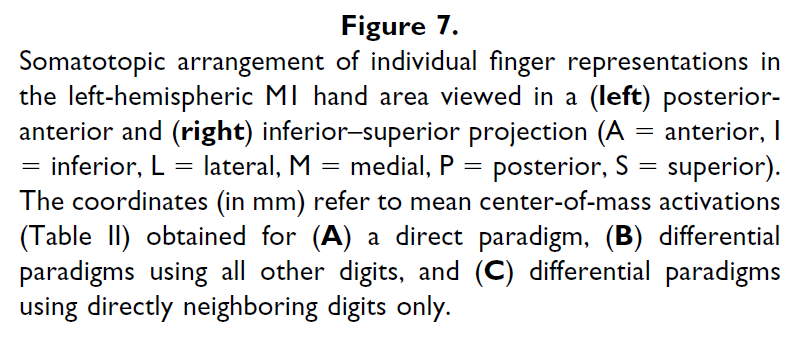 Figure 7.
Somatotopic arrangement of individual finger representations in
the left-hemispheric M1 hand area viewed in a (left) posterior-
anterior and (right) inferior–superior projection (A = anterior, I
= inferior, L = lateral, M = medial, P = posterior, S = superior).
The coordinates (in mm) refer to mean center-of-mass activations
(Table II) obtained for (A) a direct paradigm, (B) differential
paradigms using all other digits, and (C) differential paradigms
using directly neighboring digits only.